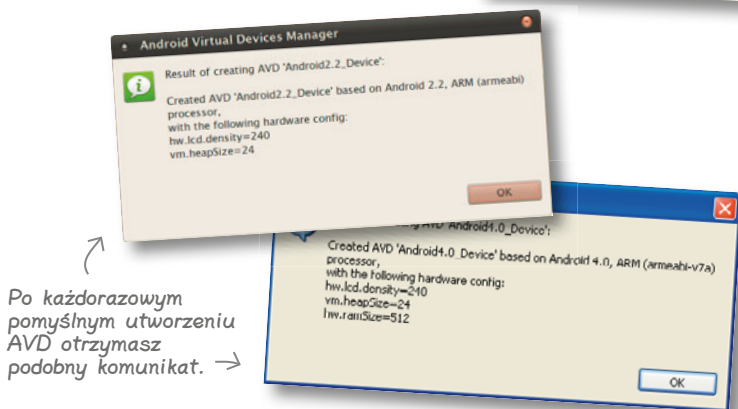 Android Virtual Devices Manager
Result of creating AVD 'Android2.2_Device':
Created AVD 'Android2.2_Device' based on Android 2.2, ARM (armeabi)
processor,
with the following hardware config:
hw.lcd.density=240
vm.heapSize=24
OK
AVD 'Android4.0_Device':
Created AVD 'Android4.0_Device' based on Android 4.0, ARM (armeabi-v7a)
processor,
with the following hardware config:
hw.lcd.density=240
vm.heapSize=24
hw.ramSize=512
OK
Po każdorazowym
pomyślnym utworzeniu
AVD otrzymasz
podobny komunikat.